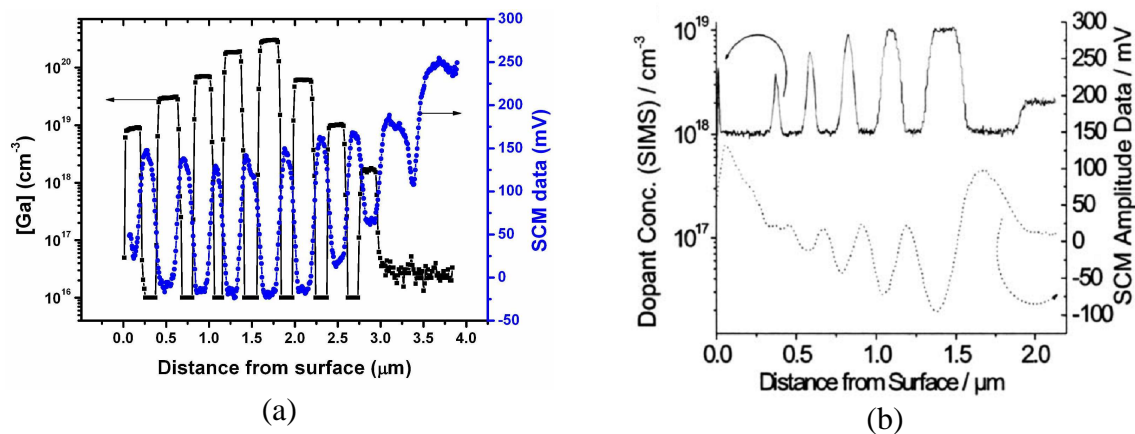 [Ga] (cm⁻³)
10²⁰
10¹⁹
10¹⁸
10¹⁷
10¹⁶
300
250
200
150
100
50
0
-50
SCM data (mV)
0.0 0.5 1.0 1.5 2.0 2.5 3.0 3.5 4.0
Distance from surface (μm)
(a)
Dopant Conc. (SIMS) / cm⁻³
10¹⁹
10¹⁸
10¹⁷
300
250
200
150
100
50
0
-50
-100
SCM Amplitude Data / mV
0.0 0.5 1.0 1.5 2.0
Distance from Surface / μm
(b)